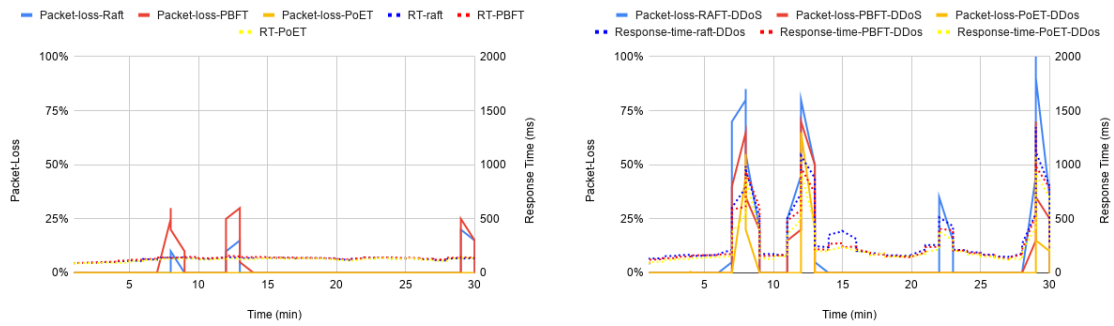 Packet-loss-Raft Packet-loss-PBFT Packet-loss-PoET RT-raft RT-PBFT
RT-PoET
100%
75%
50%
25%
0%
Packet-Loss
2000
1500
1000
500
0
Response Time (ms)
5 10 15 20 25 30
Time (min)
Packet-loss-RAFT-DDoS Packet-loss-PBFT-DDoS Packet-loss-PoET-DDos
Response-time-raft-DDos Response-time-PBFT-DDos Response-time-PoET-DDos
100%
75%
50%
25%
0%
Packet-Loss
2000
1500
1000
500
0
Response Time (ms)
5 10 15 20 25 30
Time (min)